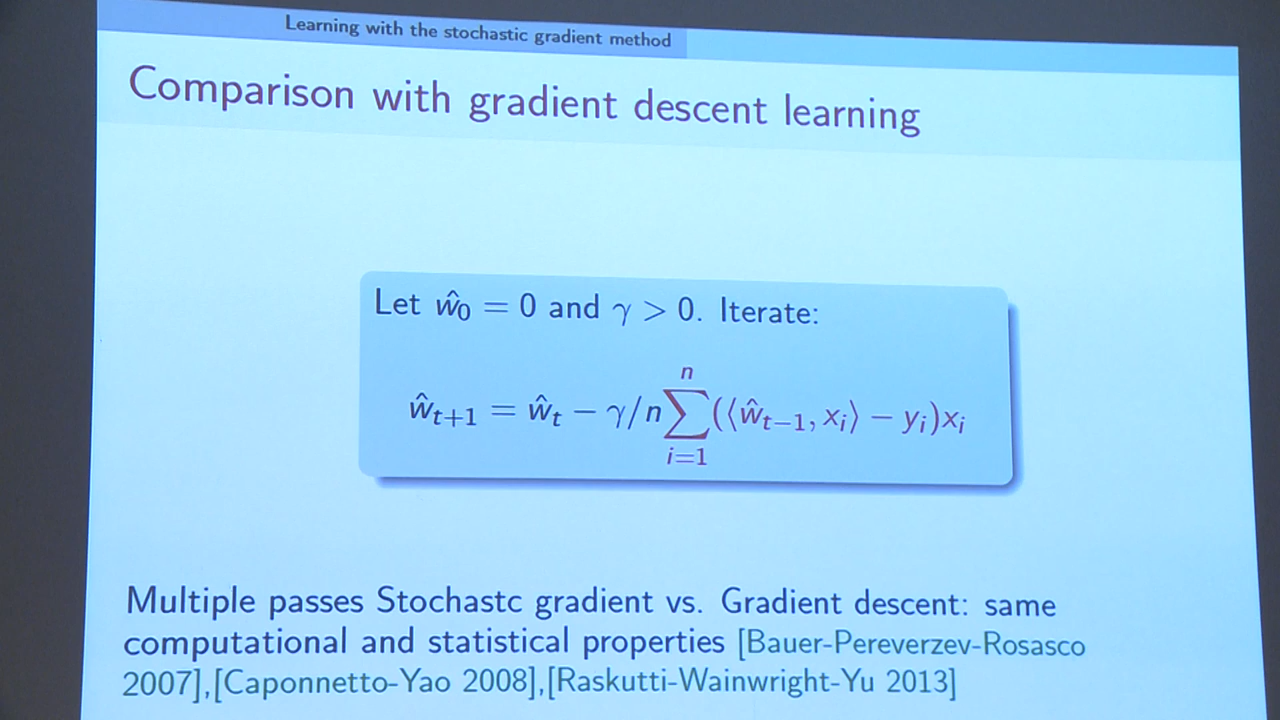 Learning with the stochastic gradient method
Comparison with gradient descent learning
Let ŵ₀ = 0 and γ > 0. Iterate:
ŵₜ₊₁ = ŵₜ − γ/n ∑ⁿᵢ₌₁ (⟨ŵₜ₋₁, xᵢ⟩ − yᵢ)xᵢ
Multiple passes Stochastc gradient vs. Gradient descent: same
computational and statistical properties [Bauer-Pereverzev-Rosasco
2007],[Caponnetto-Yao 2008],[Raskutti-Wainwright-Yu 2013]